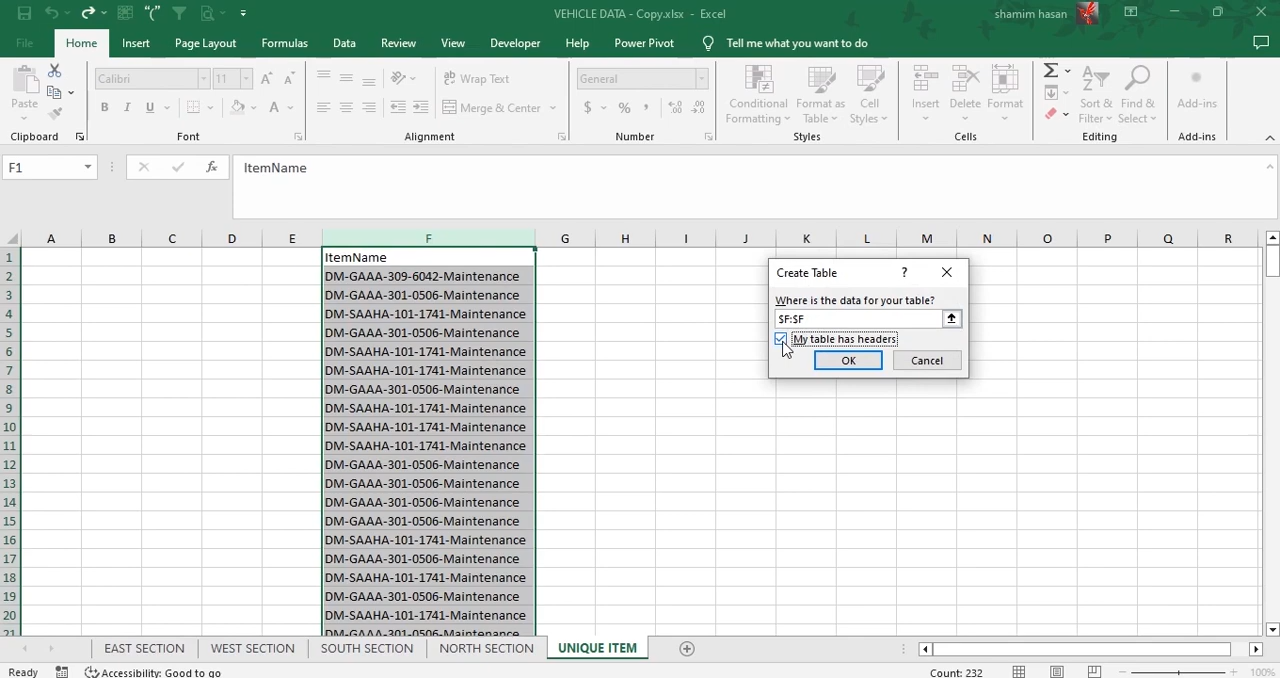 VEHICLE DATA - Copy.xlsx - Excel
shamim hasan
File Home Insert Page Layout Formulas Data Review View Developer Help Power Pivot Tell me what you want to do
Paste
Calibri 11
B I U
Wrap Text
Merge & Center
General
$ % ,
Conditional Formatting
Format as Table
Cell Styles
Insert Delete Format
Sort & Filter
Find & Select
Add-ins
Clipboard Font Alignment Number Styles Cells Editing Add-ins
F1 fx ItemName
A B C D E F G H I J K L M N O P Q R
1 ItemName
2 DM-GAAA-309-6042-Maintenance
3 DM-GAAA-301-0506-Maintenance
4 DM-SAAHA-101-1741-Maintenance
5 DM-GAAA-301-0506-Maintenance
6 DM-SAAHA-101-1741-Maintenance
7 DM-SAAHA-101-1741-Maintenance
8 DM-GAAA-301-0506-Maintenance
9 DM-SAAHA-101-1741-Maintenance
10 DM-SAAHA-101-1741-Maintenance
11 DM-SAAHA-101-1741-Maintenance
12 DM-GAAA-301-0506-Maintenance
13 DM-GAAA-301-0506-Maintenance
14 DM-GAAA-301-0506-Maintenance
15 DM-GAAA-301-0506-Maintenance
16 DM-SAAHA-101-1741-Maintenance
17 DM-GAAA-301-0506-Maintenance
18 DM-SAAHA-101-1741-Maintenance
19 DM-GAAA-301-0506-Maintenance
20 DM-SAAHA-101-1741-Maintenance
21 DM-GAAA-301-0506-Maintenance
Create Table ?
Where is the data for your table?
$F:$F
My table has headers
OK Cancel
EAST SECTION WEST SECTION SOUTH SECTION NORTH SECTION UNIQUE ITEM
Ready Accessibility: Good to go Count: 232 100%